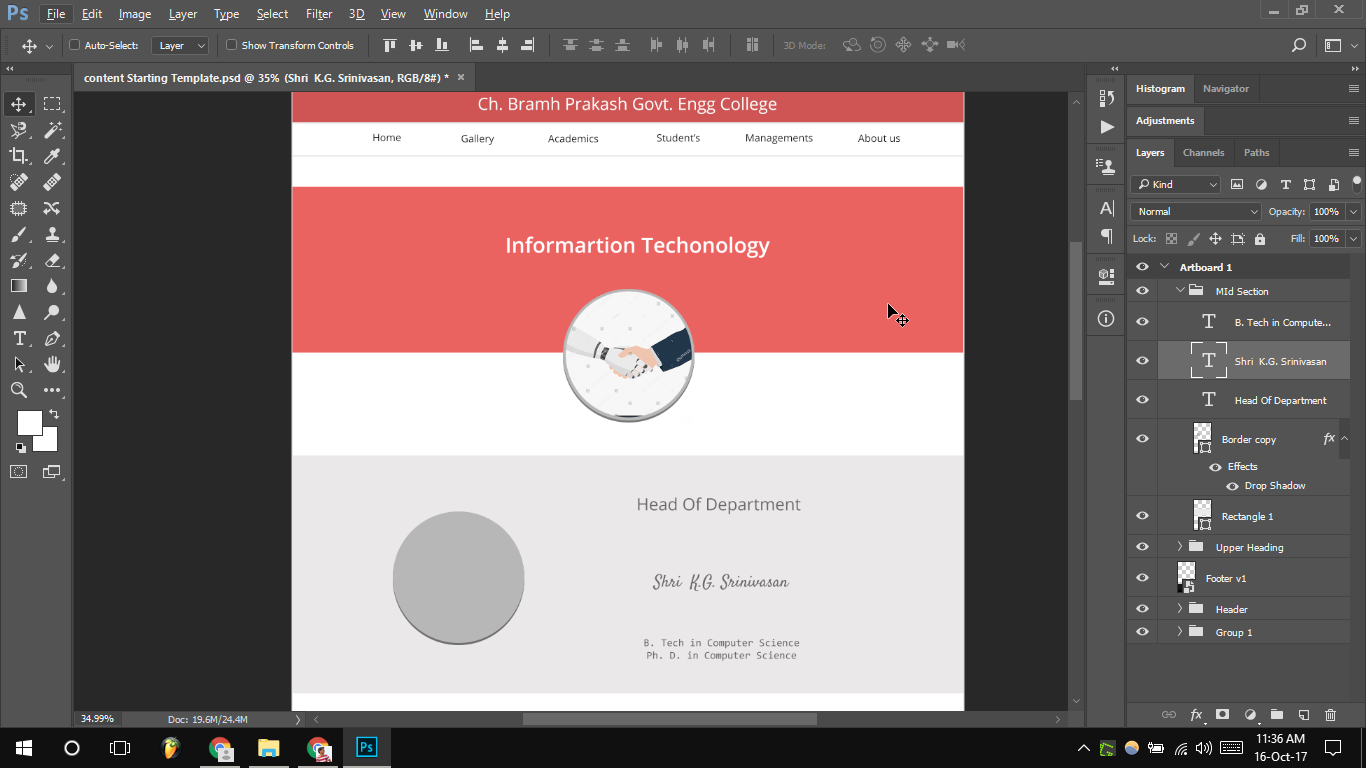 Ps File Edit Image Layer Type Select Filter 3D View Window Help
Auto-Select: Layer Show Transform Controls 3D Mode:
content Starting Template.psd @ 35% (Shri  K.G. Srinivasan, RGB/8#) *
Ch. Bramh Prakash Govt. Engg College
Home Gallery Academics Student's Managements About us
Informartion Techonology
Head Of Department
Shri  K.G. Srinivasan
B. Tech in Computer Science
Ph. D. in Computer Science
34.99% Doc: 19.6M/24.4M
Histogram Navigator
Adjustments
Layers Channels Paths
Kind
Normal Opacity: 100%
Lock: Fill: 100%
Artboard 1
MId Section
B. Tech in Compute...
Shri  K.G. Srinivasan
Head Of Department
Border copy fx
Effects
Drop Shadow
Rectangle 1
Upper Heading
Footer v1
Header
Group 1
fx
Ps
11:36 AM
16-Oct-17